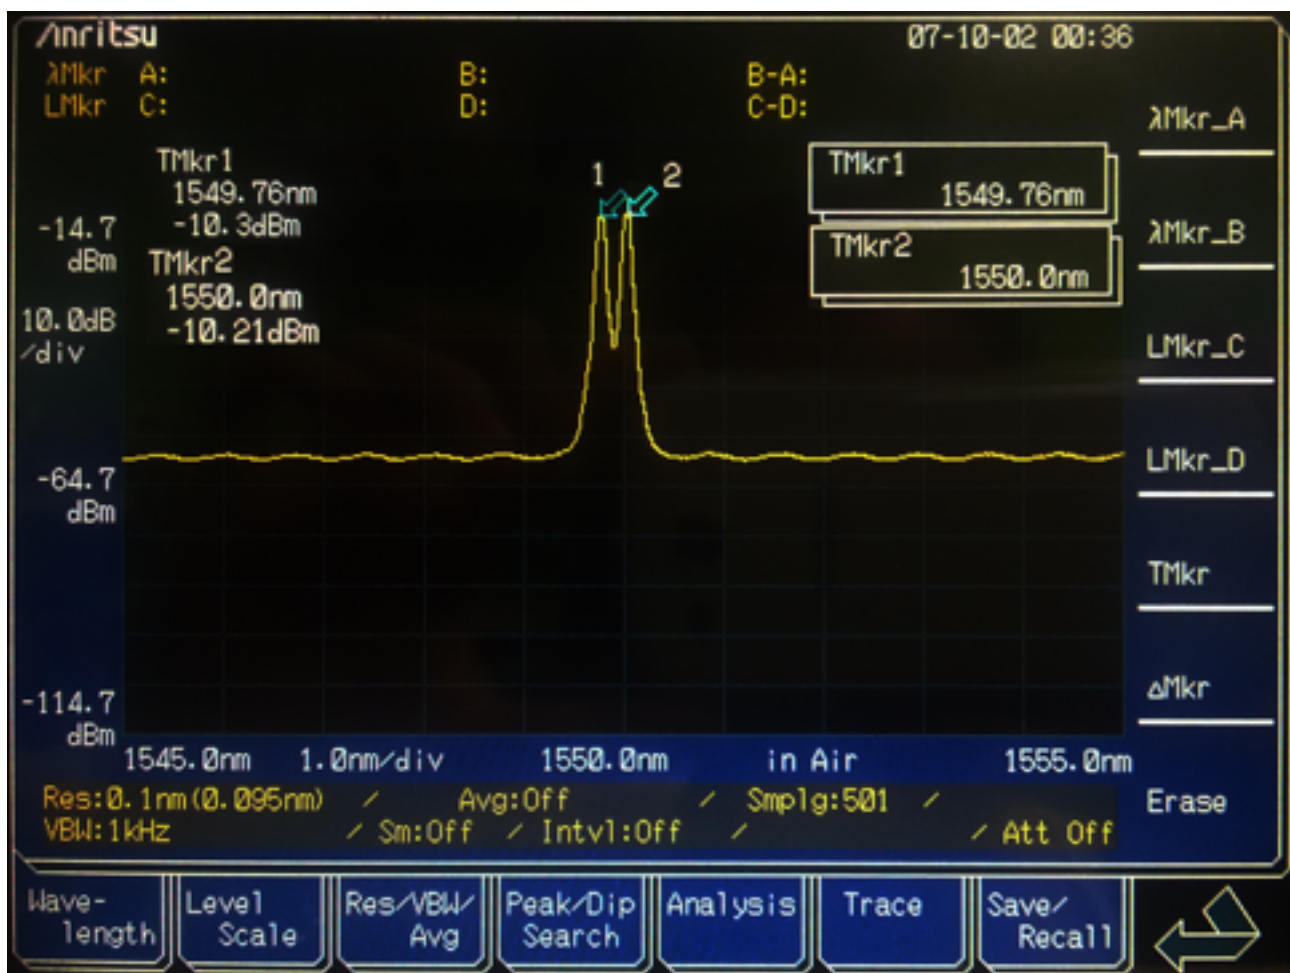 Anritsu
07-10-02 00:36
λMkr A: B: B-A:
LMkr C: D: C-D:
TMkr1
1549.76nm
-10.3dBm
TMkr2
1550.0nm
-10.21dBm
1
2
TMkr1
1549.76nm
TMkr2
1550.0nm
-14.7
dBm
10.0dB
/div
-64.7
dBm
-114.7
dBm
1545.0nm 1.0nm/div 1550.0nm in Air 1555.0nm
Res:0.1nm(0.095nm) / Avg:Off / Smplg:501 /
VBW:1kHz / Sm:Off / Intvl:Off / / Att Off
λMkr_A
λMkr_B
LMkr_C
LMkr_D
TMkr
ΔMkr
Erase
Wave-
length
Level
Scale
Res/VBW/
Avg
Peak/Dip
Search
Analysis
Trace
Save/
Recall